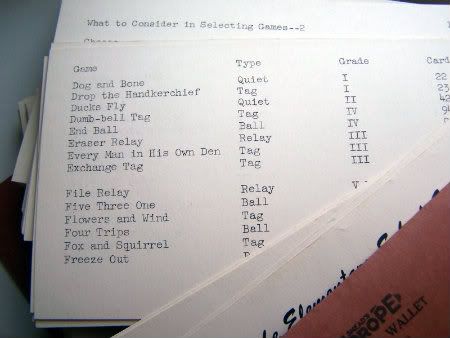 What to Consider in Selecting Games--2
Game Type Grade Card
Dog and Bone Quiet I 22
Drop the Handkerchief Tag I 23
Ducks Fly Quiet II 42
Dumb-bell Tag Tag IV
End Ball Ball IV
Eraser Relay Relay III
Every Man in His Own Den Tag III
Exchange Tag Tag III
File Relay Relay V
Five Three One Ball
Flowers and Wind Tag
Four Trips Ball
Fox and Squirrel Tag
Freeze Out
WALLET